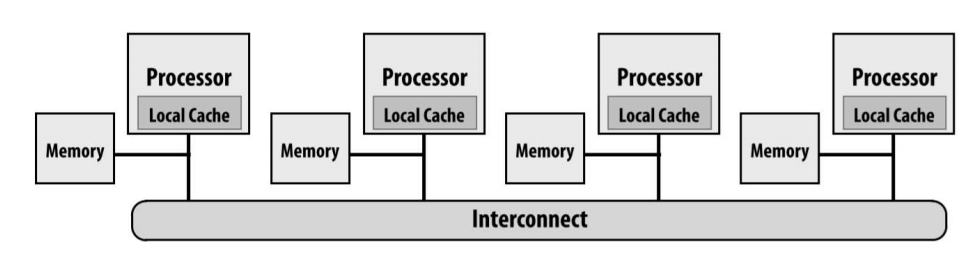 Processor
Local Cache
Memory
Processor
Local Cache
Memory
Processor
Local Cache
Memory
Processor
Local Cache
Memory
Interconnect